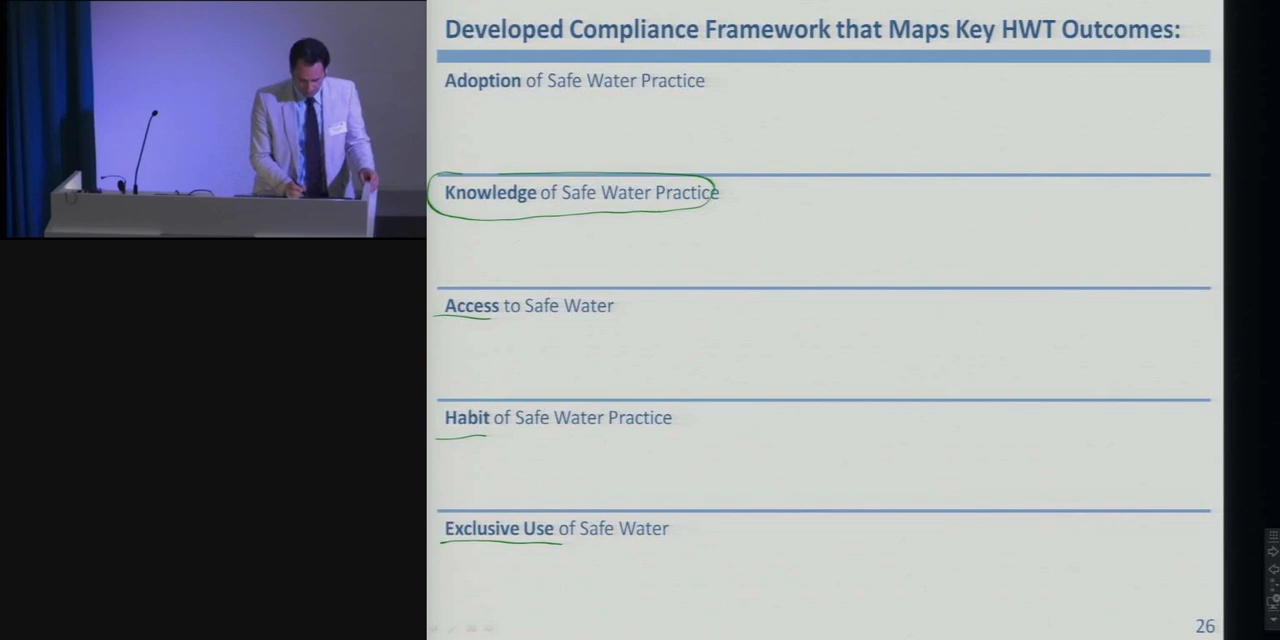 Developed Compliance Framework that Maps Key HWT Outcomes:
Adoption of Safe Water Practice
Knowledge of Safe Water Practice
Access to Safe Water
Habit of Safe Water Practice
Exclusive Use of Safe Water
26